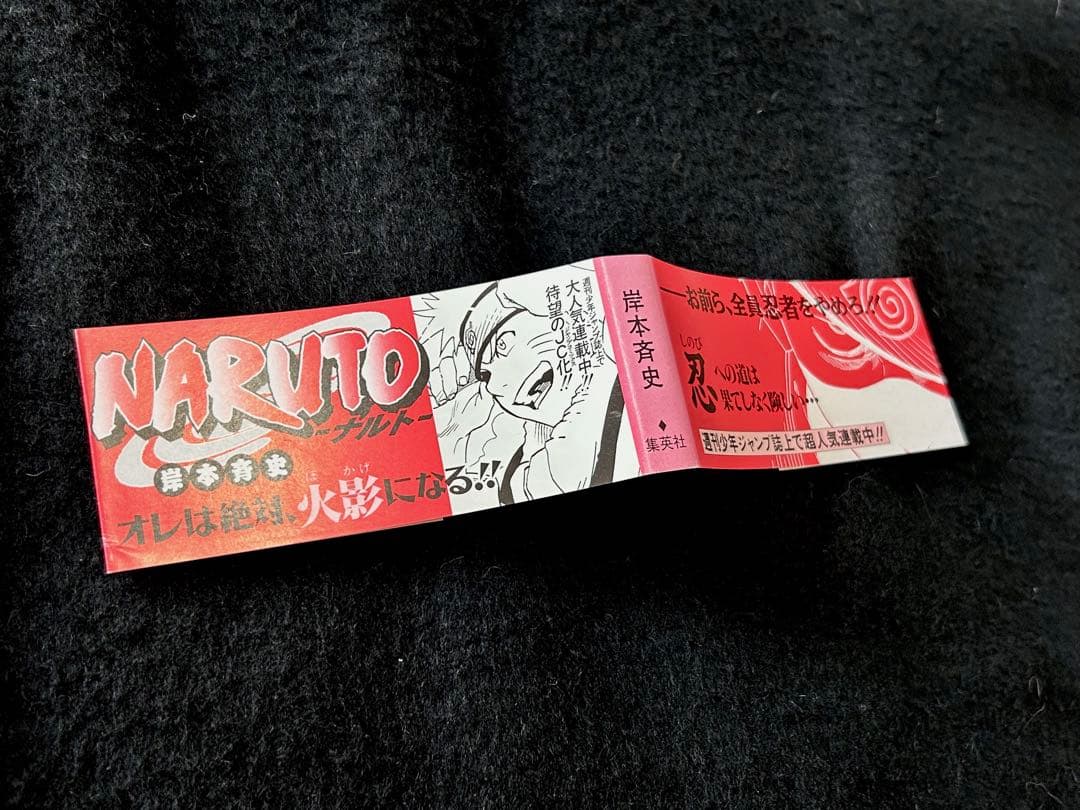 NARUTO
-ナルト-
岸本斉史
ほかげ
オレは絶対、火影になる!!
週刊少年ジャンプ誌上で
大人気連載中!!
待望のJC化!!
岸本斉史
◆
集英社
──お前ら、全員忍者をやめろ!!
しのび
忍への道は
果てしなく険しい…
週刊少年ジャンプ誌上で超人気連載中!!